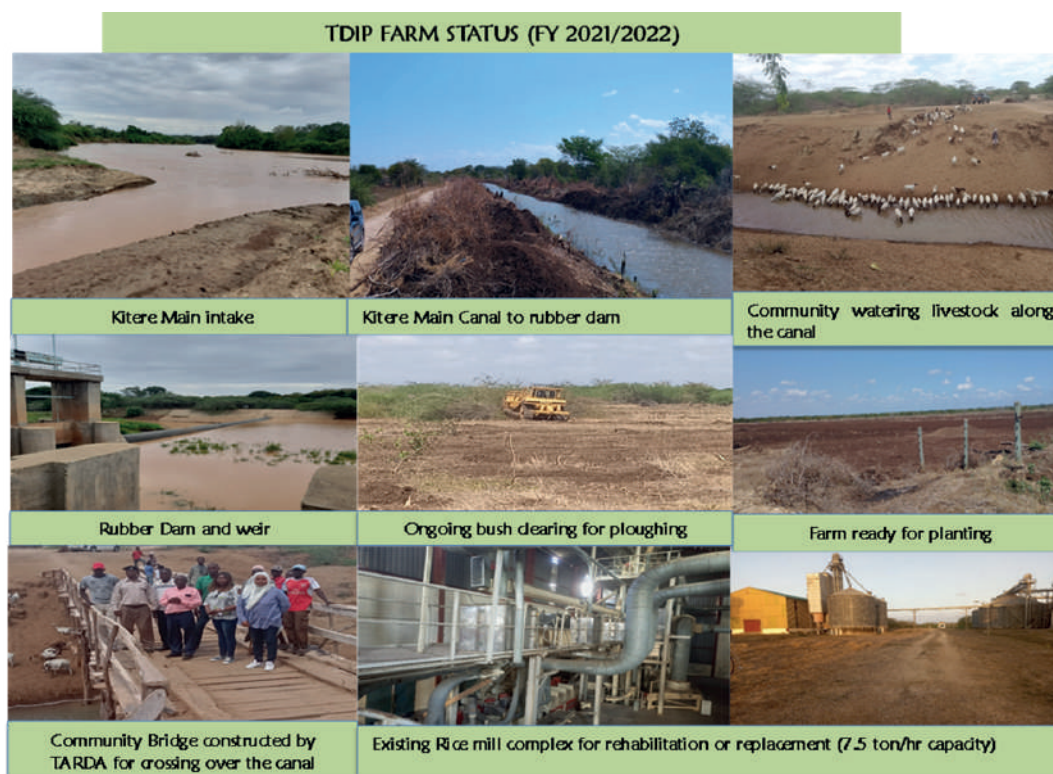 TDIP FARM STATUS (FY 2021/2022)
Kitere Main intake
Kitere Main Canal to rubber dam
Community watering livestock along
the canal
Rubber Dam and weir
Ongoing bush clearing for ploughing
Farm ready for planting
Community Bridge constructed by
TARDA for crossing over the canal
Existing Rice mill complex for rehabilitation or replacement (7.5 ton/hr capacity)